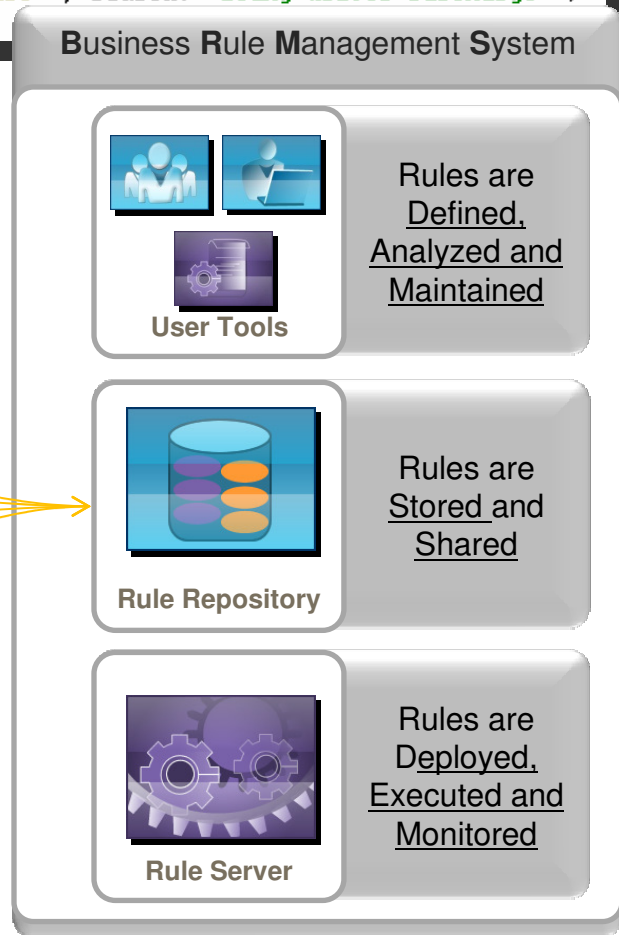 Business Rule Management System
Rules are
Defined,
Analyzed and
Maintained
User Tools
Rules are
Stored and
Shared
Rule Repository
Rules are
Deployed,
Executed and
Monitored
Rule Server